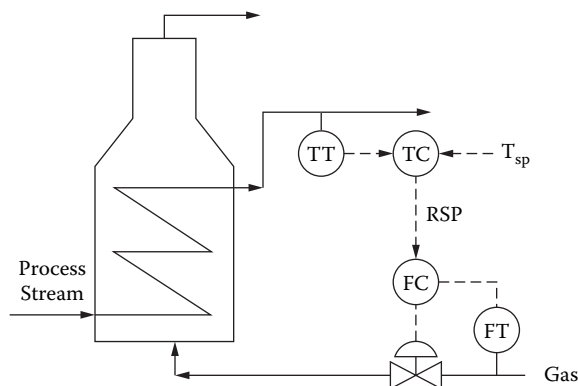 TT
TC
T_sp
RSP
Process
Stream
FC
FT
Gas